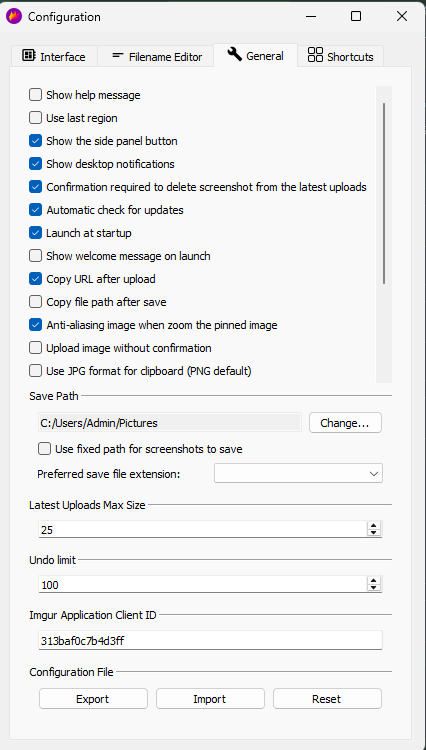 Configuration
Interface
Filename Editor
General
Shortcuts
Show help message
Use last region
Show the side panel button
Show desktop notifications
Confirmation required to delete screenshot from the latest uploads
Automatic check for updates
Launch at startup
Show welcome message on launch
Copy URL after upload
Copy file path after save
Anti-aliasing image when zoom the pinned image
Upload image without confirmation
Use JPG format for clipboard (PNG default)
Save Path
C:/Users/Admin/Pictures
Change...
Use fixed path for screenshots to save
Preferred save file extension:
Latest Uploads Max Size
25
Undo limit
100
Imgur Application Client ID
313baf0c7b4d3ff
Configuration File
Export
Import
Reset